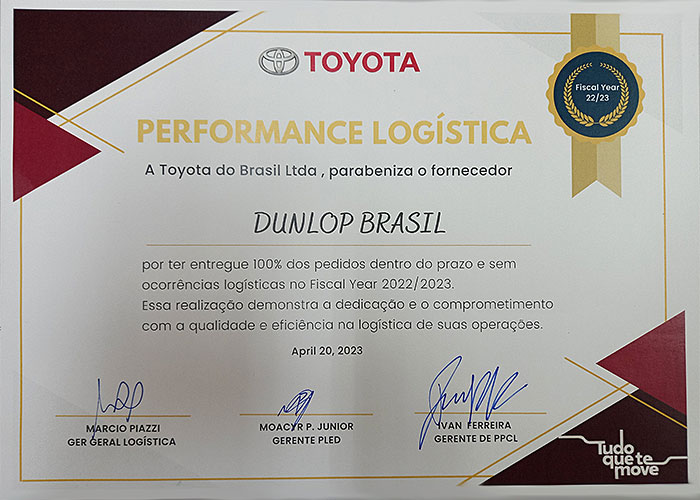 TOYOTA
Fiscal Year
22/23
PERFORMANCE LOGÍSTICA
A Toyota do Brasil Ltda , parabeniza o fornecedor
DUNLOP BRASIL
por ter entregue 100% dos pedidos dentro do prazo e sem
ocorrências logísticas no Fiscal Year 2022/2023.
Essa realização demonstra a dedicação e o comprometimento
com a qualidade e eficiência na logística de suas operações.
April 20, 2023
MARCIO PIAZZI
GER GERAL LOGÍSTICA
MOACYR P. JUNIOR
GERENTE PLED
IVAN FERREIRA
GERENTE DE PPCL
Tudo
que te
move